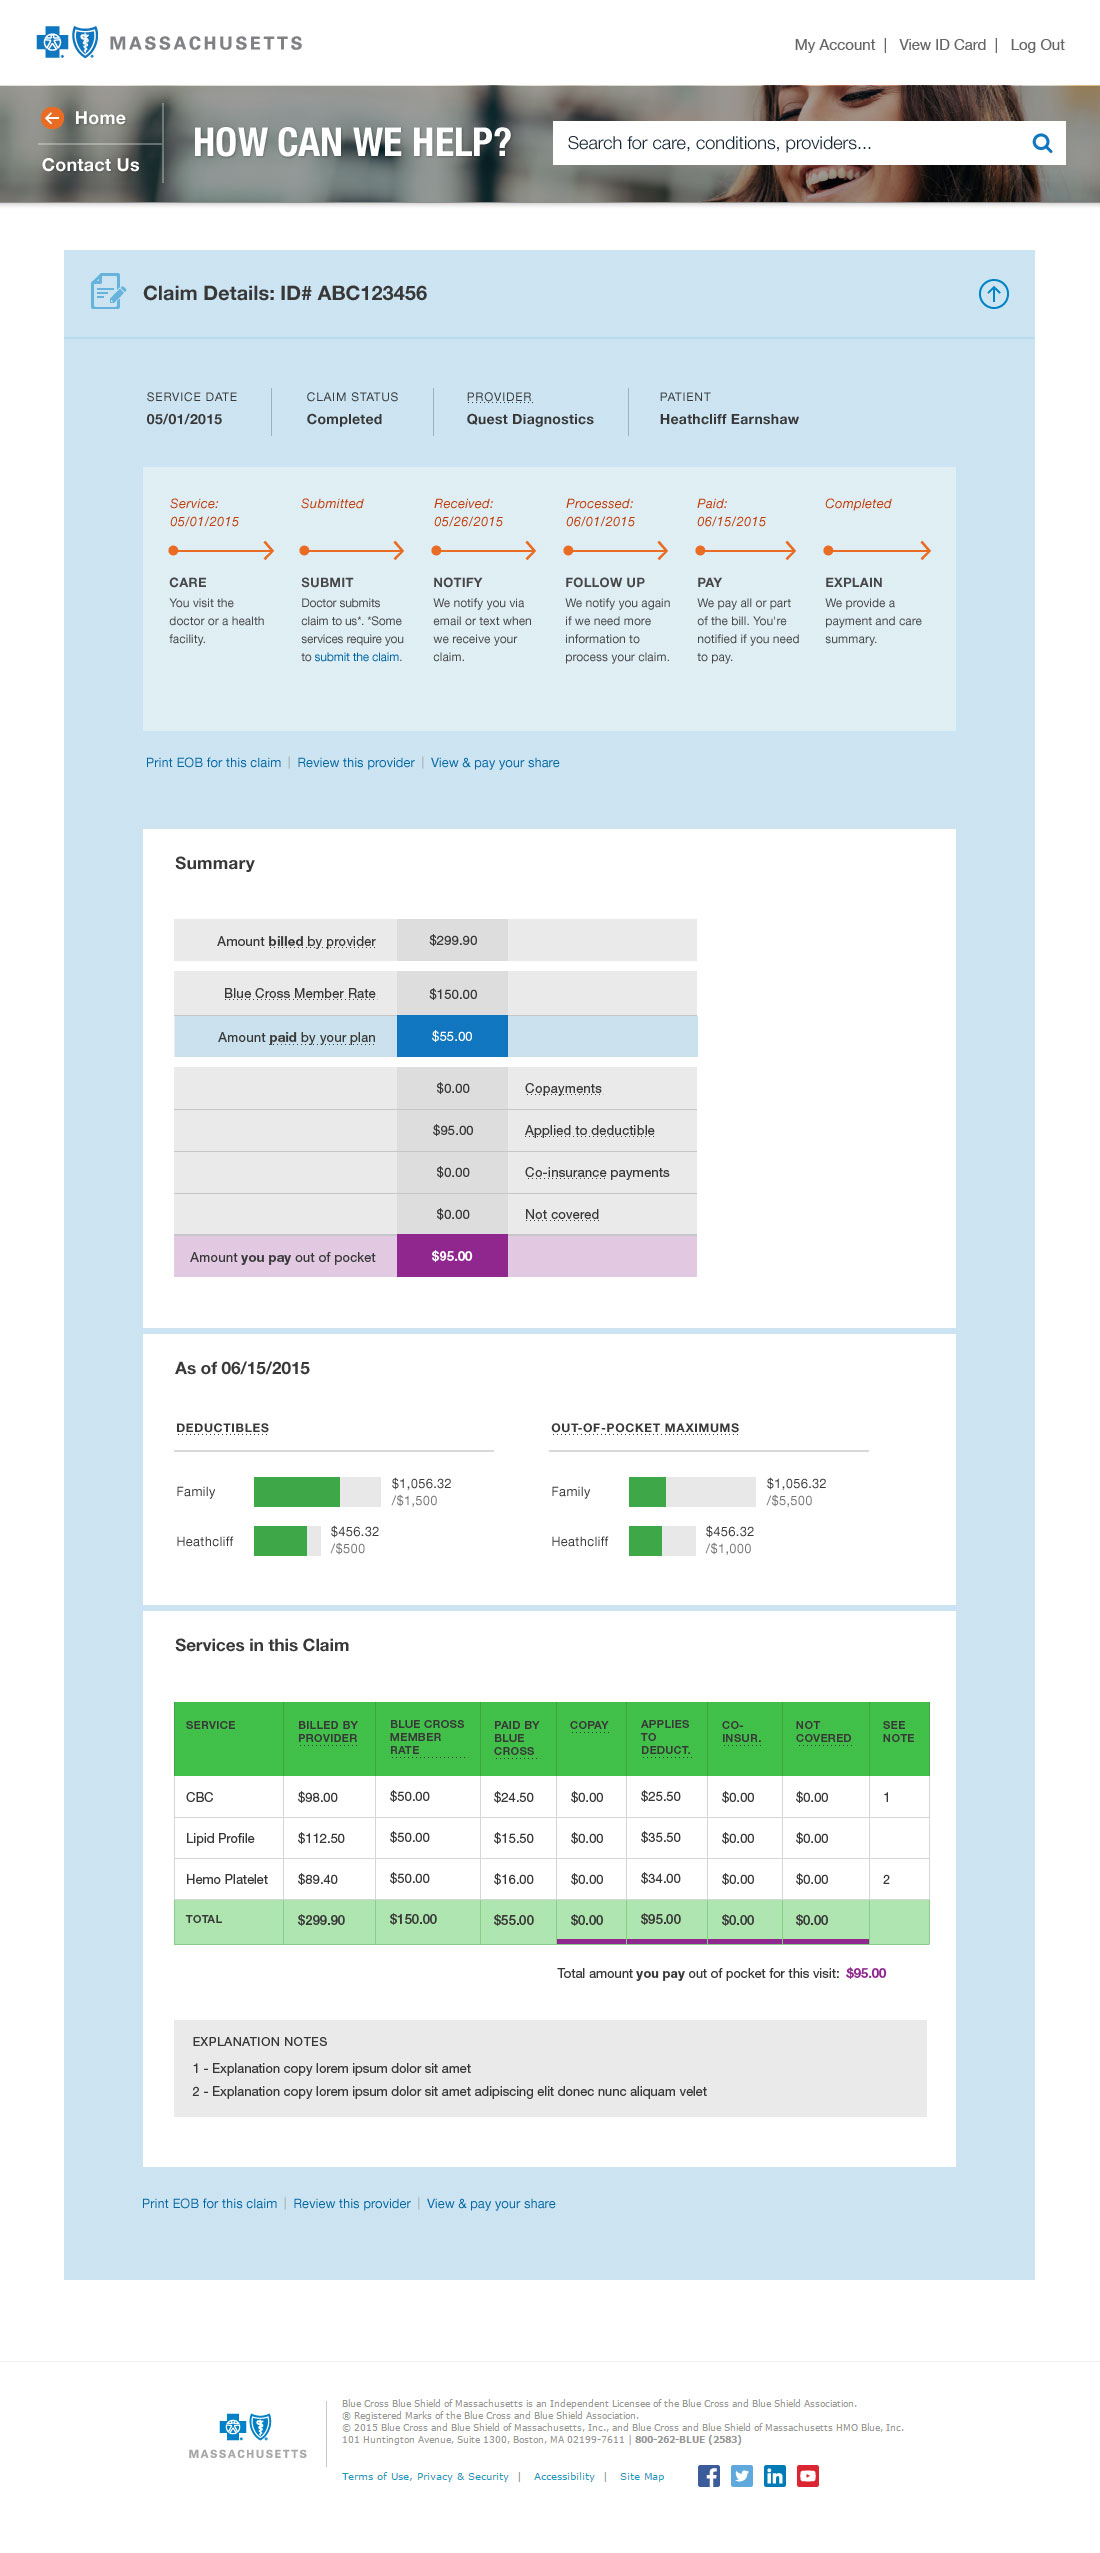 MASSACHUSETTS
My Account | View ID Card | Log Out
Home
Contact Us
HOW CAN WE HELP?
Search for care, conditions, providers...
Claim Details: ID# ABC123456
SERVICE DATE
05/01/2015
CLAIM STATUS
Completed
PROVIDER
Quest Diagnostics
PATIENT
Heathcliff Earnshaw
Service:
05/01/2015
CARE
You visit the
doctor or a health
facility.
Submitted
SUBMIT
Doctor submits
claim to us*. *Some
services require you
to submit the claim.
Received:
05/26/2015
NOTIFY
We notify you via
email or text when
we receive your
claim.
Processed:
06/01/2015
FOLLOW UP
We notify you again
if we need more
information to
process your claim.
Paid:
06/15/2015
PAY
We pay all or part
of the bill. You're
notified if you need
to pay.
Completed
EXPLAIN
We provide a
payment and care
summary.
Print EOB for this claim | Review this provider | View & pay your share
Summary
Amount billed by provider $299.90
Blue Cross Member Rate $150.00
Amount paid by your plan $55.00
$0.00 Copayments
$95.00 Applied to deductible
$0.00 Co-insurance payments
$0.00 Not covered
Amount you pay out of pocket $95.00
As of 06/15/2015
DEDUCTIBLES
Family $1,056.32
/$1,500
Heathcliff $456.32
/$500
OUT-OF-POCKET MAXIMUMS
Family $1,056.32
/$5,500
Heathcliff $456.32
/$1,000
Services in this Claim
SERVICE
BILLED BY
PROVIDER
BLUE CROSS
MEMBER
RATE
PAID BY
BLUE
CROSS
COPAY
APPLIES
TO
DEDUCT.
CO-
INSUR.
NOT
COVERED
SEE
NOTE
CBC $98.00 $50.00 $24.50 $0.00 $25.50 $0.00 $0.00 1
Lipid Profile $112.50 $50.00 $15.50 $0.00 $35.50 $0.00 $0.00
Hemo Platelet $89.40 $50.00 $16.00 $0.00 $34.00 $0.00 $0.00 2
TOTAL $299.90 $150.00 $55.00 $0.00 $95.00 $0.00 $0.00
Total amount you pay out of pocket for this visit: $95.00
EXPLANATION NOTES
1 - Explanation copy lorem ipsum dolor sit amet
2 - Explanation copy lorem ipsum dolor sit amet adipiscing elit donec nunc aliquam velet
Print EOB for this claim | Review this provider | View & pay your share
MASSACHUSETTS
Blue Cross Blue Shield of Massachusetts is an Independent Licensee of the Blue Cross and Blue Shield Association.
® Registered Marks of the Blue Cross and Blue Shield Association.
© 2015 Blue Cross and Blue Shield of Massachusetts, Inc., and Blue Cross and Blue Shield of Massachusetts HMO Blue, Inc.
101 Huntington Avenue, Suite 1300, Boston, MA 02199-7611 | 800-262-BLUE (2583)
Terms of Use, Privacy & Security | Accessibility | Site Map